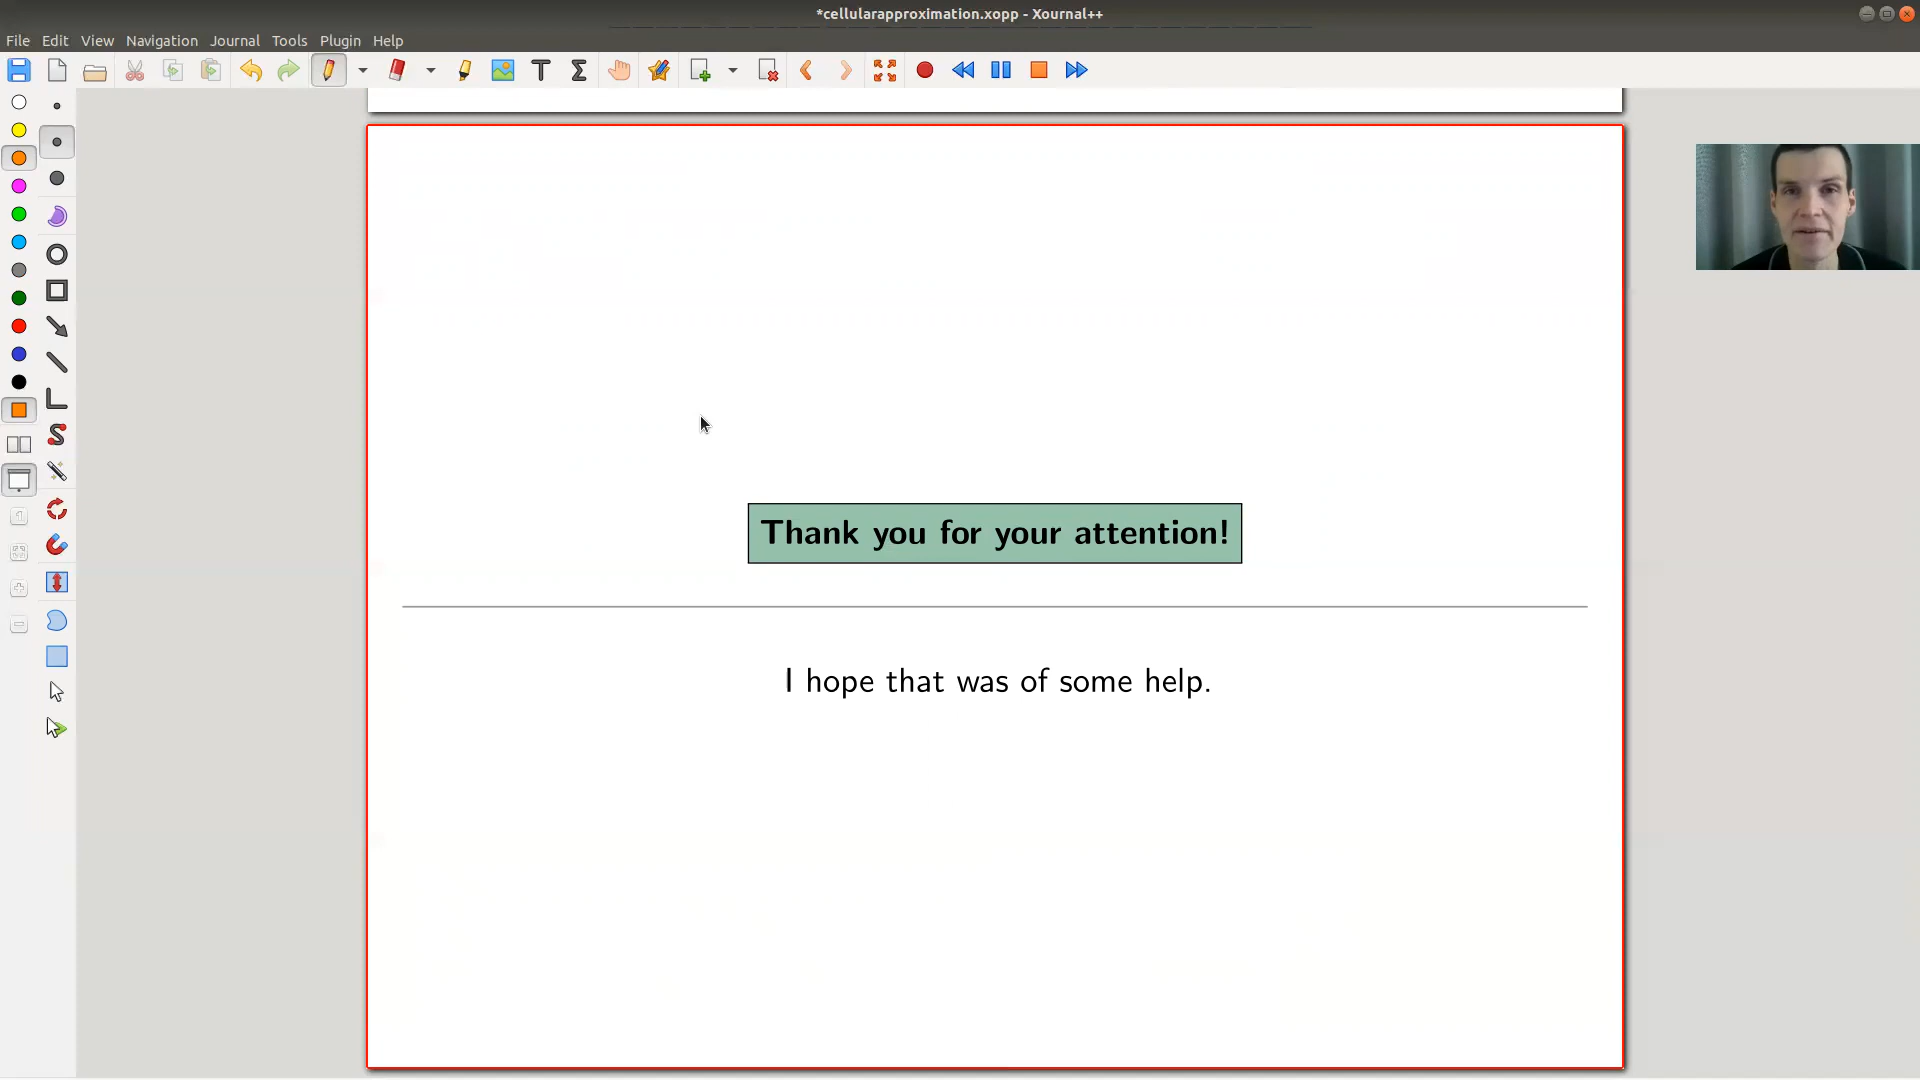 *cellularapproximation.xopp - Xournal++
File Edit View Navigation Journal Tools Plugin Help
Thank you for your attention!
I hope that was of some help.